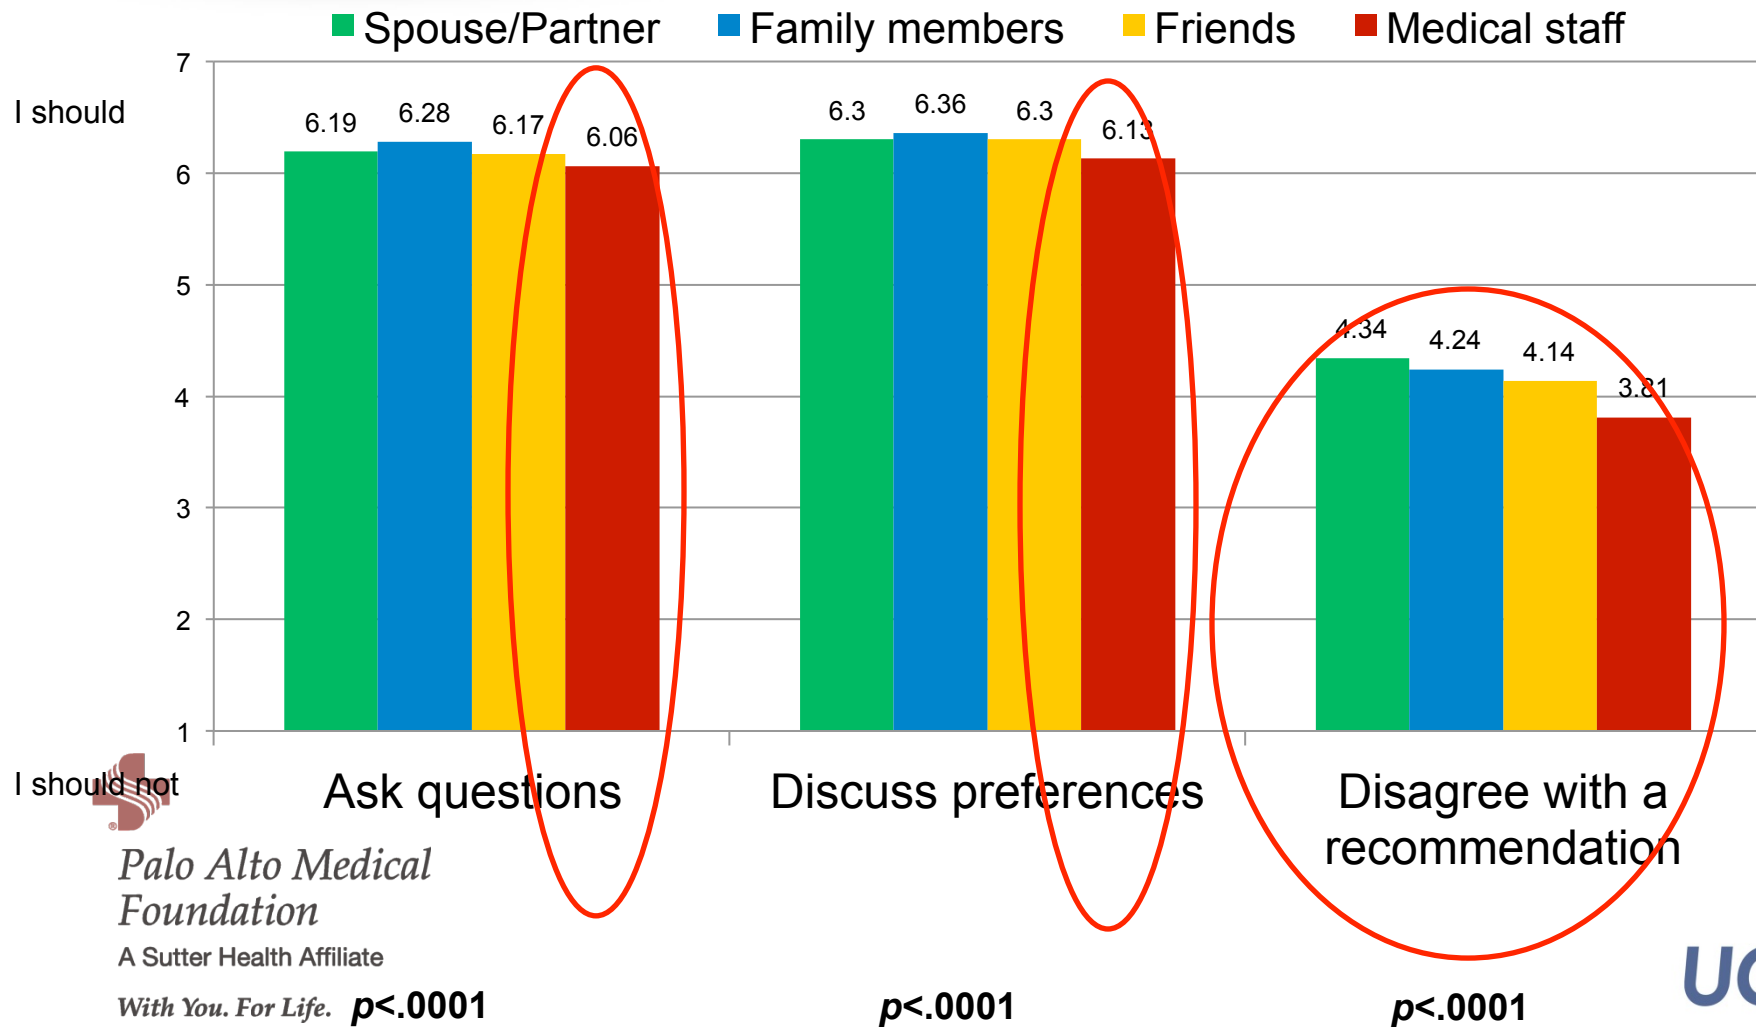 Spouse/Partner Family members Friends Medical staff
7
I should
6.19 6.28 6.17 6.06 6.3 6.36 6.3 6.13
6
5
4.34 4.24 4.14 3.81
4
3
2
1
I should not
Ask questions Discuss preferences Disagree with a
recommendation
®
Palo Alto Medical
Foundation
A Sutter Health Affiliate
With You. For Life.
p<.0001 p<.0001 p<.0001